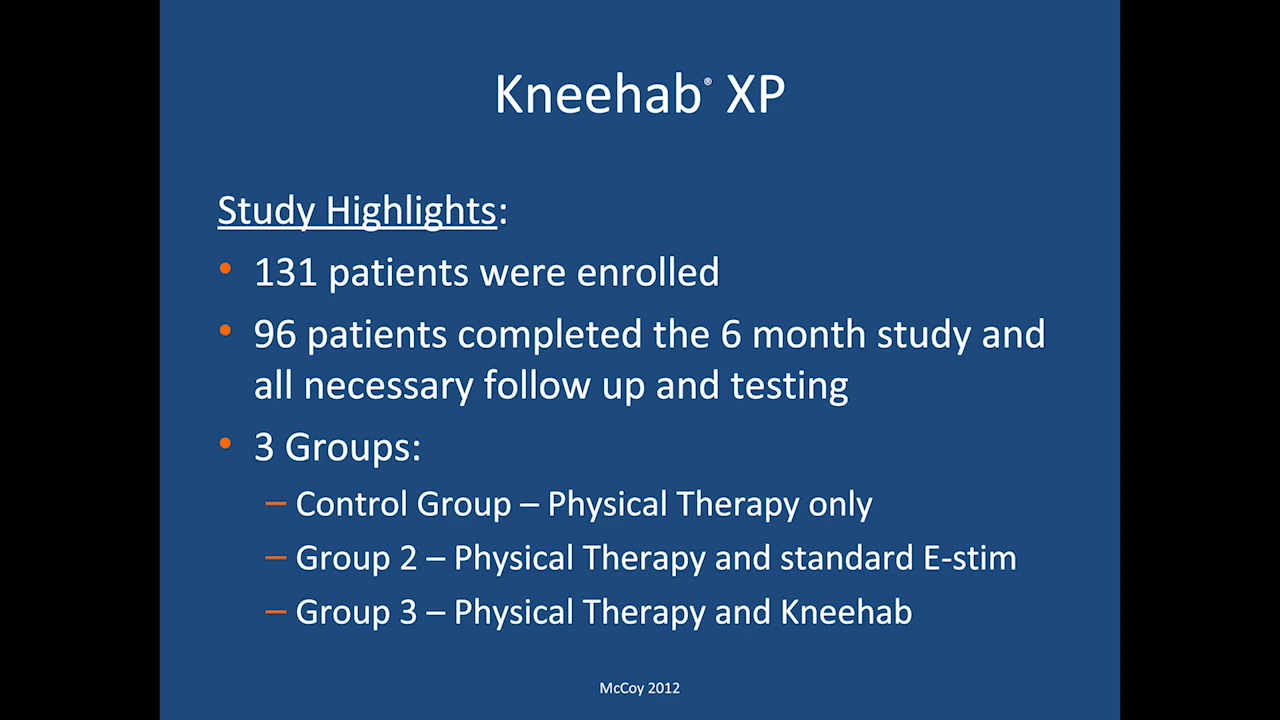 Kneehab® XP
Study Highlights:
• 131 patients were enrolled
• 96 patients completed the 6 month study and
all necessary follow up and testing
• 3 Groups:
– Control Group – Physical Therapy only
– Group 2 – Physical Therapy and standard E-stim
– Group 3 – Physical Therapy and Kneehab
McCoy 2012